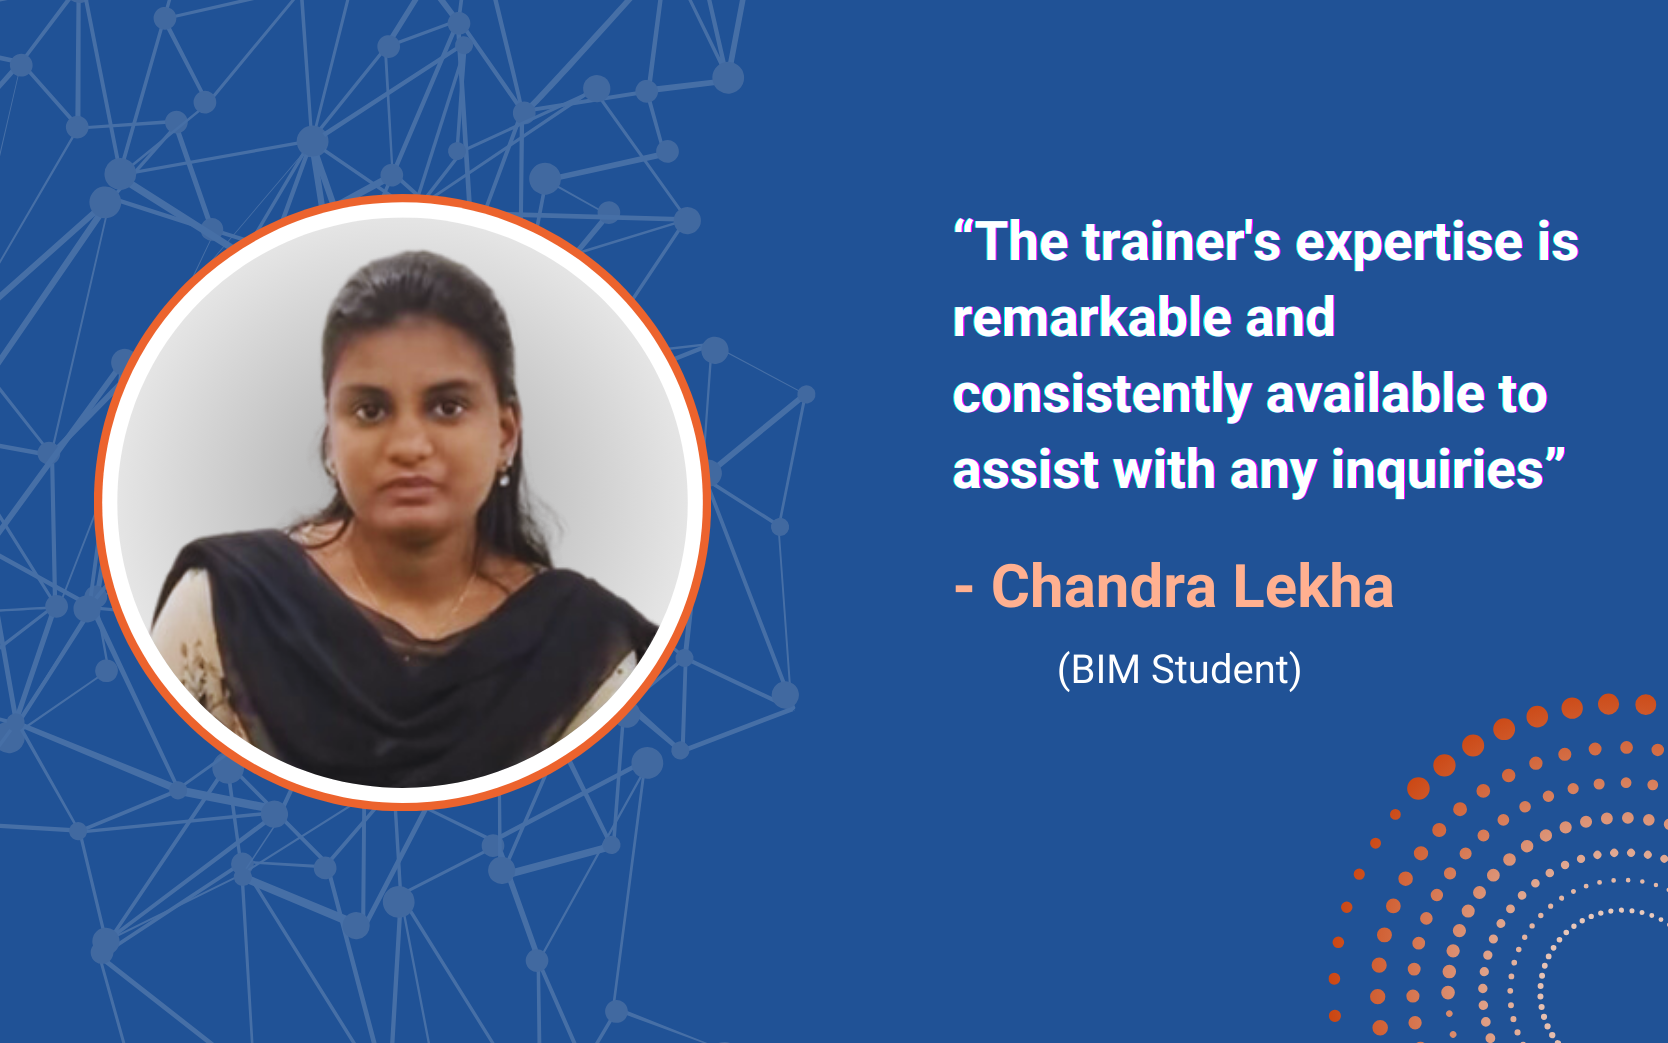 “The trainer's expertise is
remarkable and
consistently available to
assist with any inquiries”
- Chandra Lekha
(BIM Student)